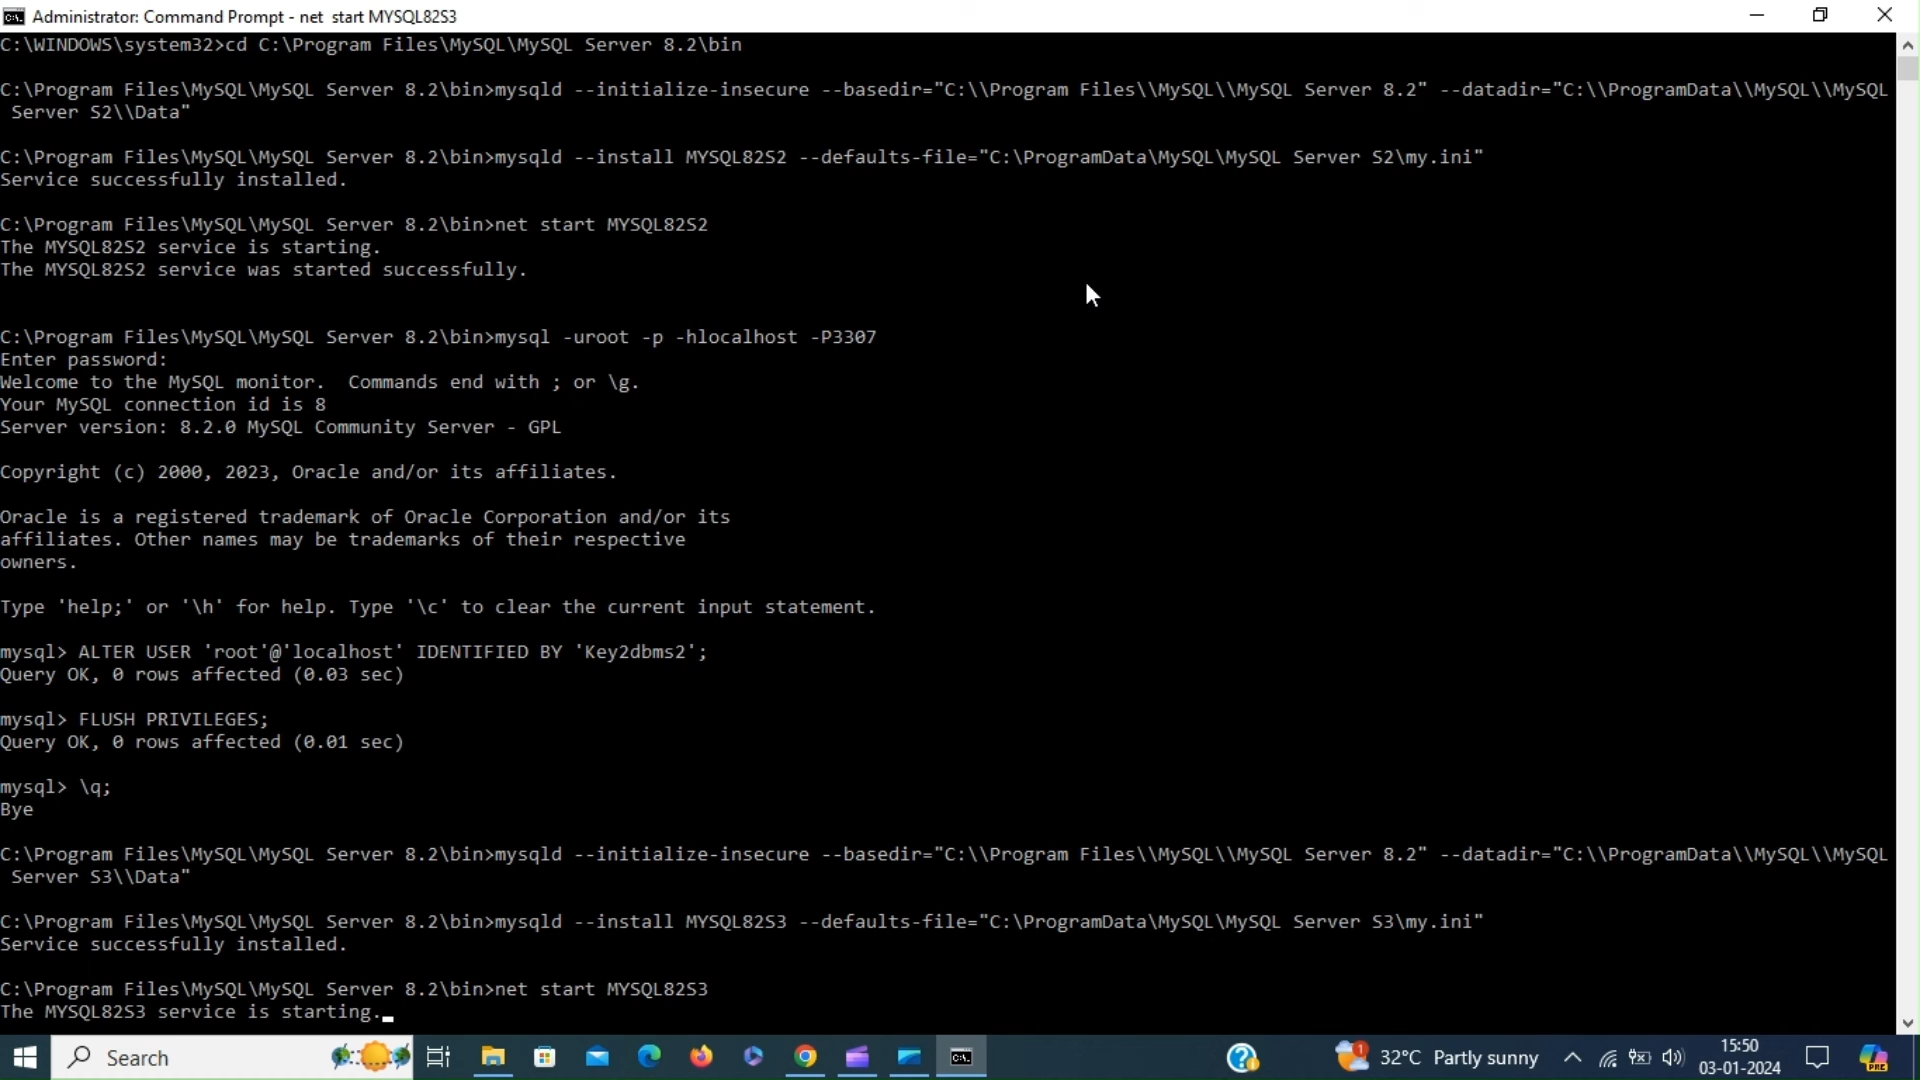 Administrator: Command Prompt - net  start MYSQL82S3
C:\WINDOWS\system32>cd C:\Program Files\MySQL\MySQL Server 8.2\bin
C:\Program Files\MySQL\MySQL Server 8.2\bin>mysqld --initialize-insecure --basedir="C:\\Program Files\\MySQL\\MySQL Server 8.2" --datadir="C:\\ProgramData\\MySQL\\MySQL
 Server S2\\Data"
C:\Program Files\MySQL\MySQL Server 8.2\bin>mysqld --install MYSQL82S2 --defaults-file="C:\ProgramData\MySQL\MySQL Server S2\my.ini"
Service successfully installed.
C:\Program Files\MySQL\MySQL Server 8.2\bin>net start MYSQL82S2
The MYSQL82S2 service is starting.
The MYSQL82S2 service was started successfully.
C:\Program Files\MySQL\MySQL Server 8.2\bin>mysql -uroot -p -hlocalhost -P3307
Enter password:
Welcome to the MySQL monitor.  Commands end with ; or \g.
Your MySQL connection id is 8
Server version: 8.2.0 MySQL Community Server - GPL
Copyright (c) 2000, 2023, Oracle and/or its affiliates.
Oracle is a registered trademark of Oracle Corporation and/or its
affiliates. Other names may be trademarks of their respective
owners.
Type 'help;' or '\h' for help. Type '\c' to clear the current input statement.
mysql> ALTER USER 'root'@'localhost' IDENTIFIED BY 'Key2dbms2';
Query OK, 0 rows affected (0.03 sec)
mysql> FLUSH PRIVILEGES;
Query OK, 0 rows affected (0.01 sec)
mysql> \q;
Bye
C:\Program Files\MySQL\MySQL Server 8.2\bin>mysqld --initialize-insecure --basedir="C:\\Program Files\\MySQL\\MySQL Server 8.2" --datadir="C:\\ProgramData\\MySQL\\MySQL
 Server S3\\Data"
C:\Program Files\MySQL\MySQL Server 8.2\bin>mysqld --install MYSQL82S3 --defaults-file="C:\ProgramData\MySQL\MySQL Server S3\my.ini"
Service successfully installed.
C:\Program Files\MySQL\MySQL Server 8.2\bin>net start MYSQL82S3
The MYSQL82S3 service is starting.
Search
1
32°C Partly sunny
15:50
03-01-2024
PRE